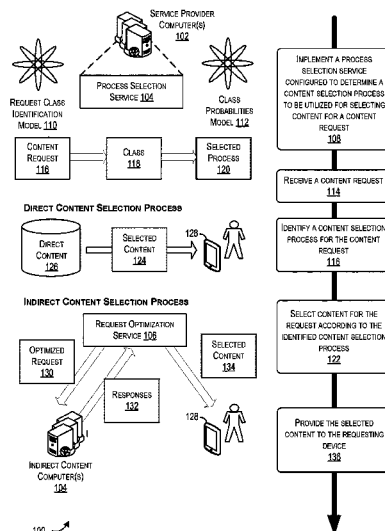 SERVICE PROVIDER
COMPUTER(S)
102
PROCESS SELECTION
SERVICE 104
REQUEST CLASS
IDENTIFICATION
MODEL 110
CLASS
PROBABILITIES
MODEL 112
CONTENT
REQUEST
116
CLASS
118
SELECTED
PROCESS
120
DIRECT CONTENT SELECTION PROCESS
DIRECT
CONTENT
126
SELECTED
CONTENT
124
128
INDIRECT CONTENT SELECTION PROCESS
REQUEST OPTIMIZATION
SERVICE 106
OPTIMIZED
REQUEST
130
RESPONSES
132
SELECTED
CONTENT
134
128
INDIRECT CONTENT
COMPUTER(S)
104
100
IMPLEMENT A PROCESS
SELECTION SERVICE
CONFIGURED TO DETERMINE A
CONTENT SELECTION PROCESS
TO BE UTILIZED FOR SELECTING
CONTENT FOR A CONTENT
REQUEST
108
RECEIVE A CONTENT REQUEST
114
IDENTIFY A CONTENT SELECTION
PROCESS FOR THE CONTENT
REQUEST
116
SELECT CONTENT FOR THE
REQUEST ACCORDING TO THE
IDENTIFIED CONTENT SELECTION
PROCESS
122
PROVIDE THE SELECTED
CONTENT TO THE REQUESTING
DEVICE
136